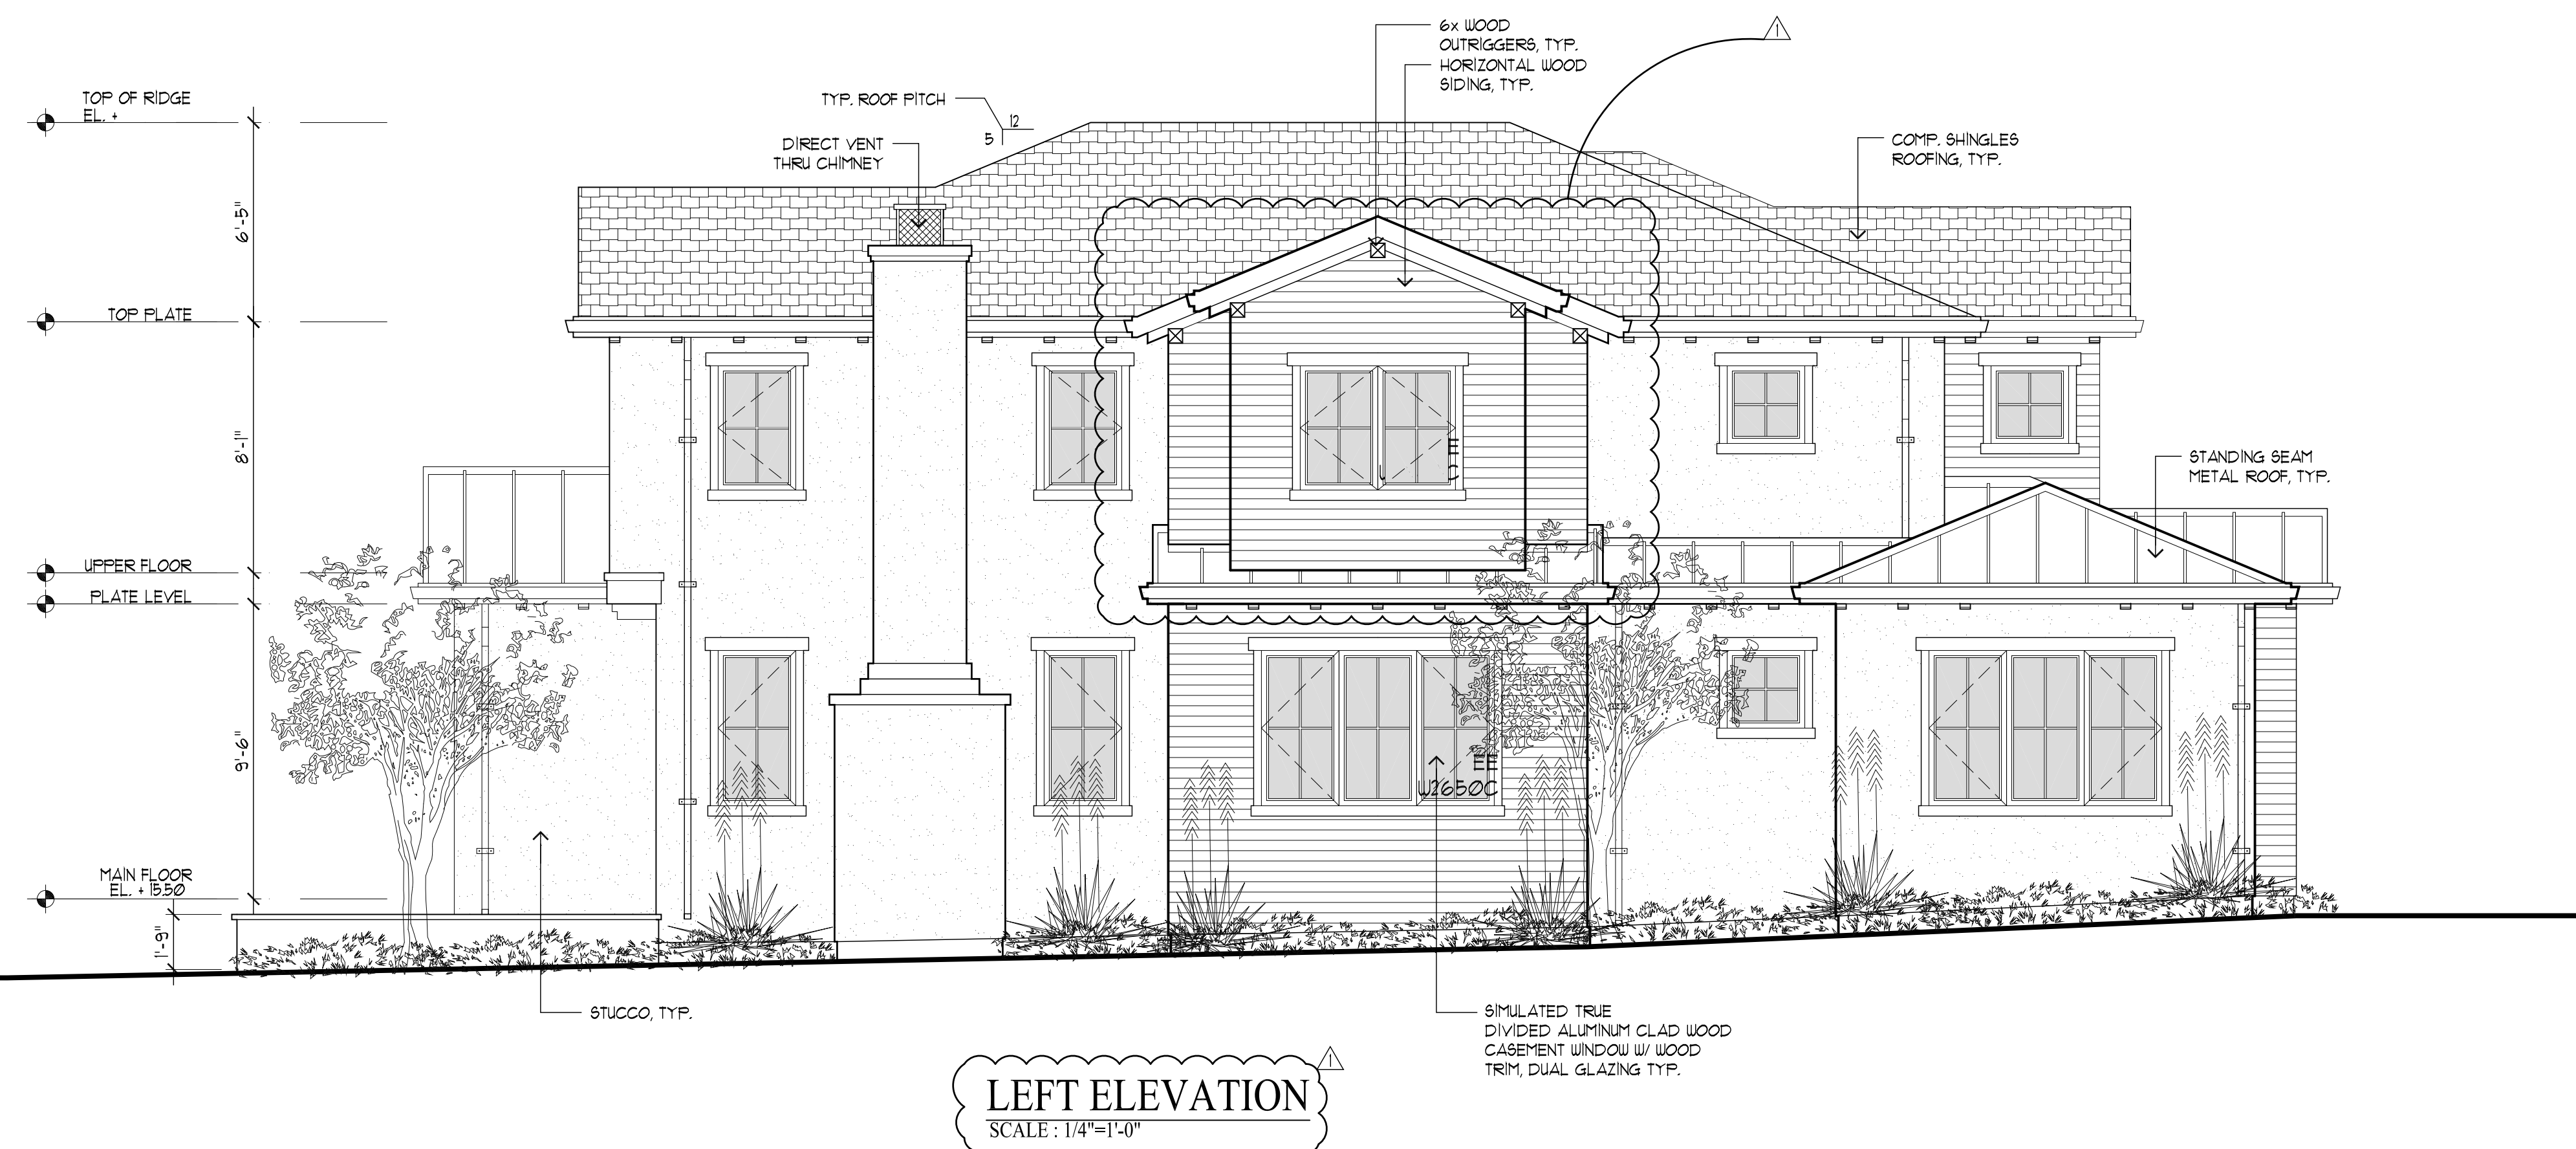 6x WOOD
OUTRIGGERS, TYP.
HORIZONTAL WOOD
SIDING, TYP.
1
TOP OF RIDGE
EL. +
TYP. ROOF PITCH
12
5
DIRECT VENT
THRU CHIMNEY
COMP. SHINGLES
ROOFING, TYP.
6'-5"
TOP PLATE
8'-1"
STANDING SEAM
METAL ROOF, TYP.
UPPER FLOOR
PLATE LEVEL
9'-6"
EE
W2650C
MAIN FLOOR
EL. + 15.50
1'-9"
STUCCO, TYP.
SIMULATED TRUE
DIVIDED ALUMINUM CLAD WOOD
CASEMENT WINDOW W/ WOOD
TRIM, DUAL GLAZING TYP.
1
LEFT ELEVATION
SCALE : 1/4"=1'-0"